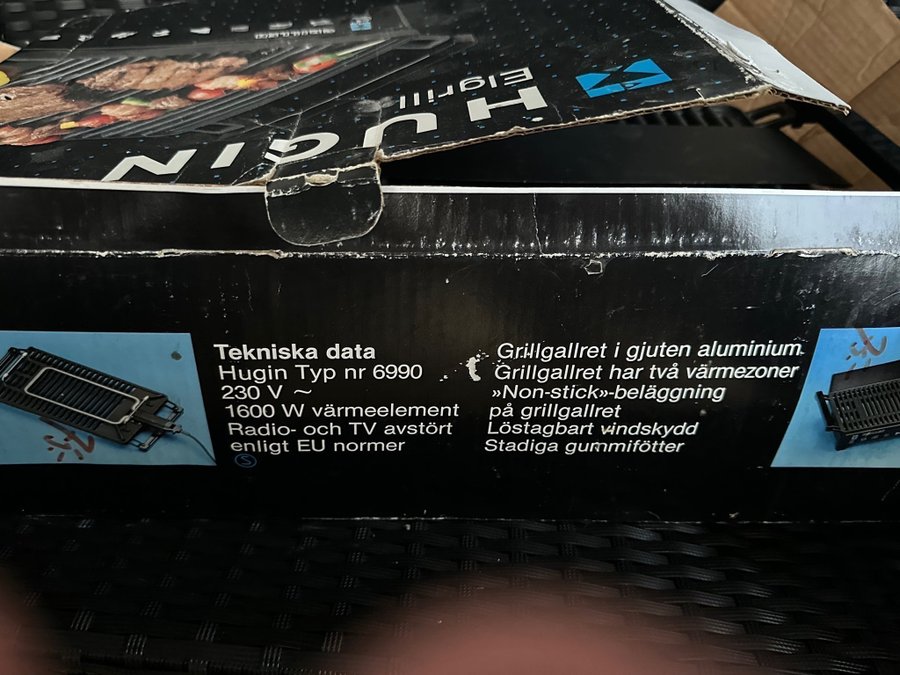 HUGIN
Elgrill
Tekniska data
Hugin Typ nr 6990
230 V ~
1600 W värmeelement
Radio- och TV avstört
enligt EU normer
S
Grillgallret i gjuten aluminium.
Grillgallret har två värmezoner
»Non-stick»-beläggning
på grillgallret
Löstagbart vindskydd
Stadiga gummifötter